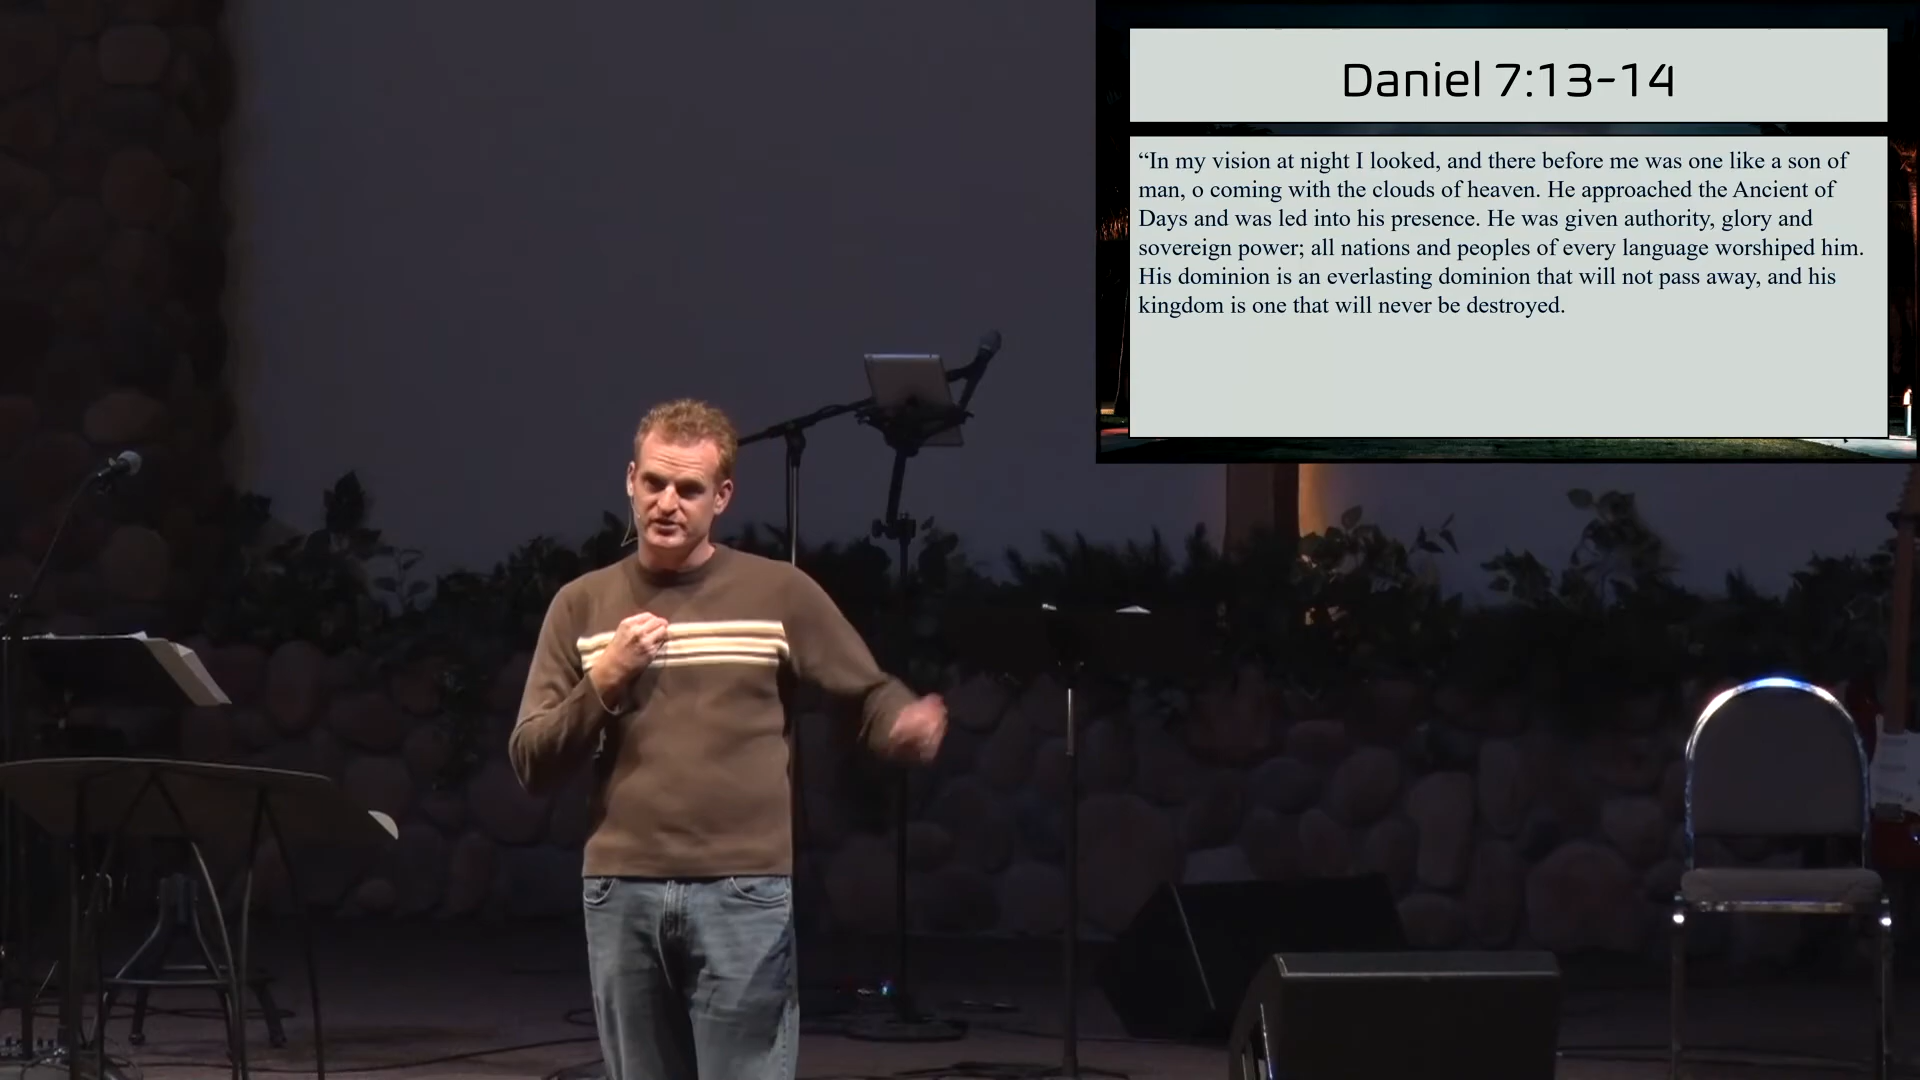 Daniel 7:13-14
“In my vision at night I looked, and there before me was one like a son of
man, o coming with the clouds of heaven. He approached the Ancient of
Days and was led into his presence. He was given authority, glory and
sovereign power; all nations and peoples of every language worshiped him.
His dominion is an everlasting dominion that will not pass away, and his
kingdom is one that will never be destroyed.